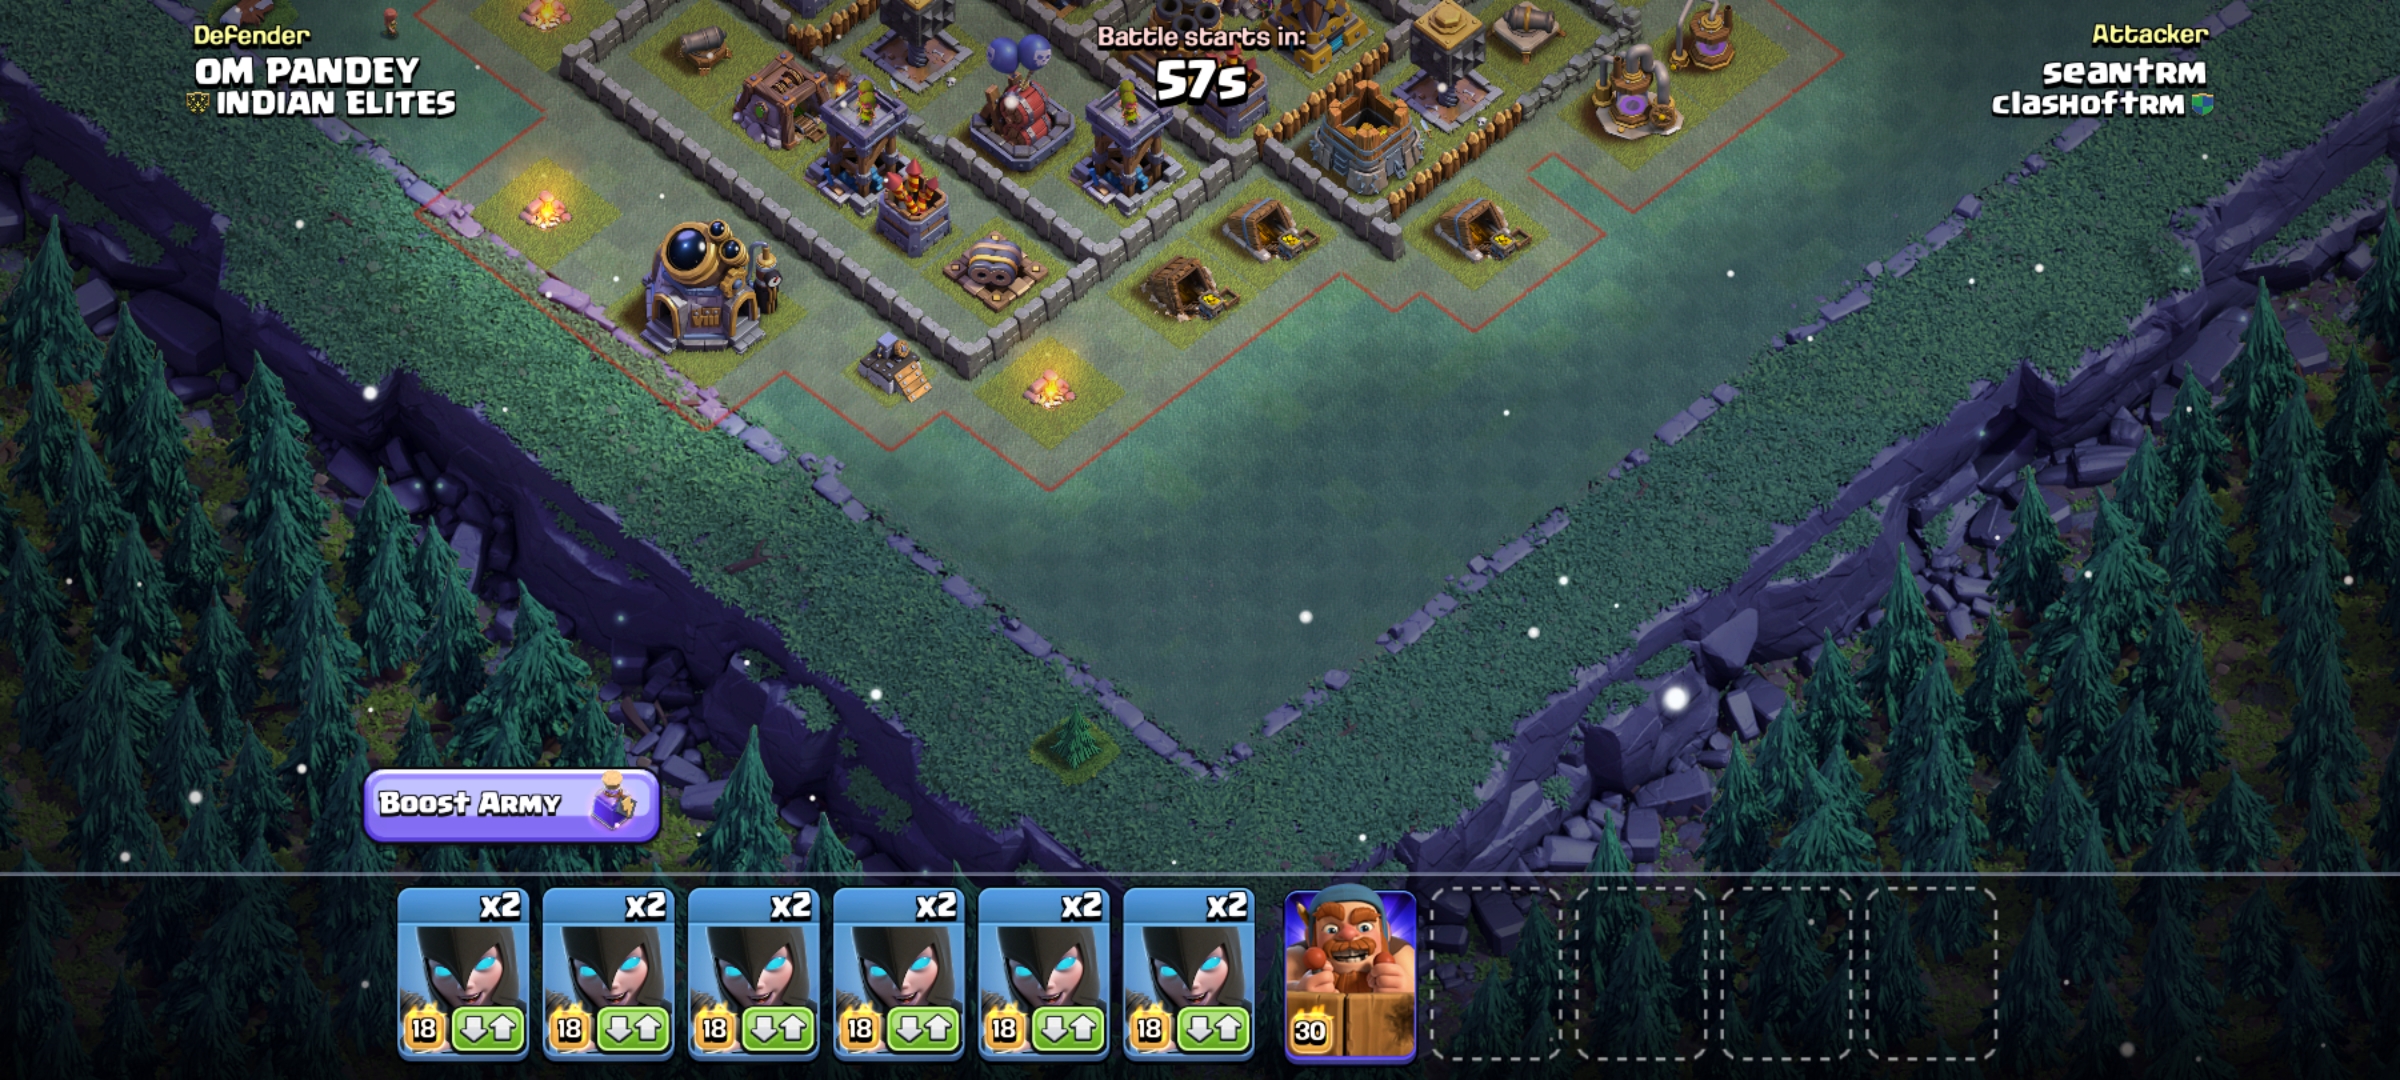 Defender
OM PANDEY
INDIAN ELITES
Battle starts in:
57s
Attacker
seantRM
clashoftRM
VIII
Boost Army
x2 x2 x2 x2 x2 x2
18 18 18 18 18 18 30